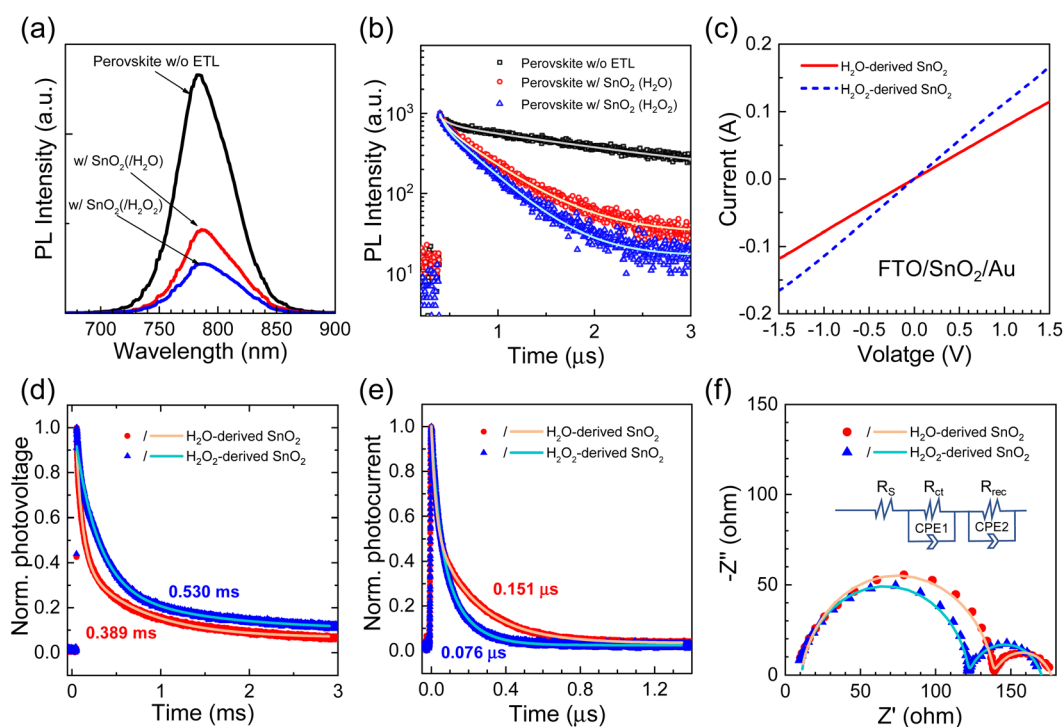 (a)
Perovskite w/o ETL
w/ SnO₂(/H₂O)
w/ SnO₂(/H₂O₂)
PL Intensity (a.u.)
700 750 800 850 900
Wavelength (nm)
(b)
Perovskite w/o ETL
Perovskite w/ SnO₂ (H₂O)
Perovskite w/ SnO₂ (H₂O₂)
PL Intensity (a.u.)
10³
10²
10¹
1 2 3
Time (μs)
(c)
H₂O-derived SnO₂
H₂O₂-derived SnO₂
Current (A)
0.2
0.1
0.0
-0.1
-0.2
FTO/SnO₂/Au
-1.5 -1.0 -0.5 0.0 0.5 1.0 1.5
Volatge (V)
(d)
/ H₂O-derived SnO₂
/ H₂O₂-derived SnO₂
Norm. photovoltage
1.0
0.8
0.6
0.4
0.2
0.0
0.530 ms
0.389 ms
0 1 2 3
Time (ms)
(e)
/ H₂O-derived SnO₂
/ H₂O₂-derived SnO₂
Norm. photocurrent
1.0
0.8
0.6
0.4
0.2
0.0
0.151 μs
0.076 μs
0.0 0.4 0.8 1.2
Time (μs)
(f)
/ H₂O-derived SnO₂
/ H₂O₂-derived SnO₂
R_S R_ct R_rec
CPE1 CPE2
-Z'' (ohm)
150
100
50
0
0 50 100 150
Z' (ohm)